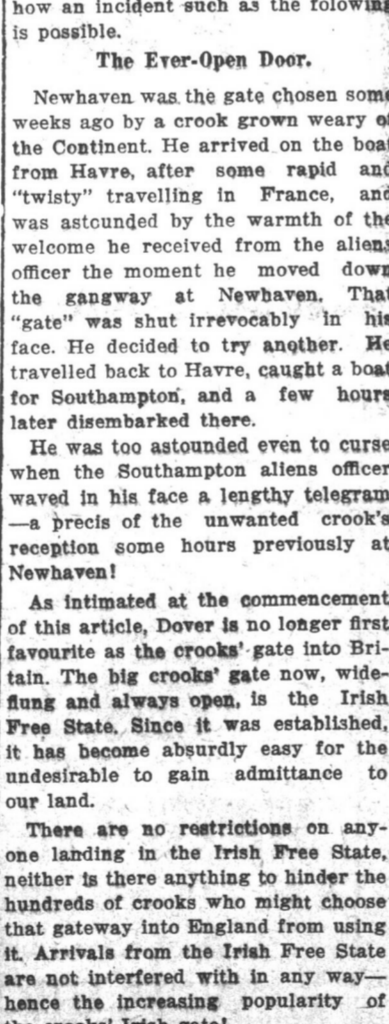 how an incident such as the folowing
is possible.
The Ever-Open Door.
Newhaven was the gate chosen some
weeks ago by a crook grown weary of
the Continent. He arrived on the boat
from Havre, after some rapid and
"twisty" travelling in France, and
was astounded by the warmth of the
welcome he received from the aliens
officer the moment he moved down
the gangway at Newhaven. That
"gate" was shut irrevocably in his
face. He decided to try another. He
travelled back to Havre, caught a boat
for Southampton, and a few hours
later disembarked there.
He was too astounded even to curse
when the Southampton aliens officer
waved in his face a lengthy telegram
—a precis of the unwanted crook's
reception some hours previously at
Newhaven!
As intimated at the commencement
of this article, Dover is no longer first
favourite as the crooks' gate into Bri-
tain. The big crooks' gate now, wide-
flung and always open, is the Irish
Free State. Since it was established,
it has become absurdly easy for the
undesirable to gain admittance to
our land.
There are no restrictions on any-
one landing in the Irish Free State,
neither is there anything to hinder the
hundreds of crooks who might choose
that gateway into England from using
it. Arrivals from the Irish Free State
are not interfered with in any way—
hence the increasing popularity of
the crooks' Irish gate!